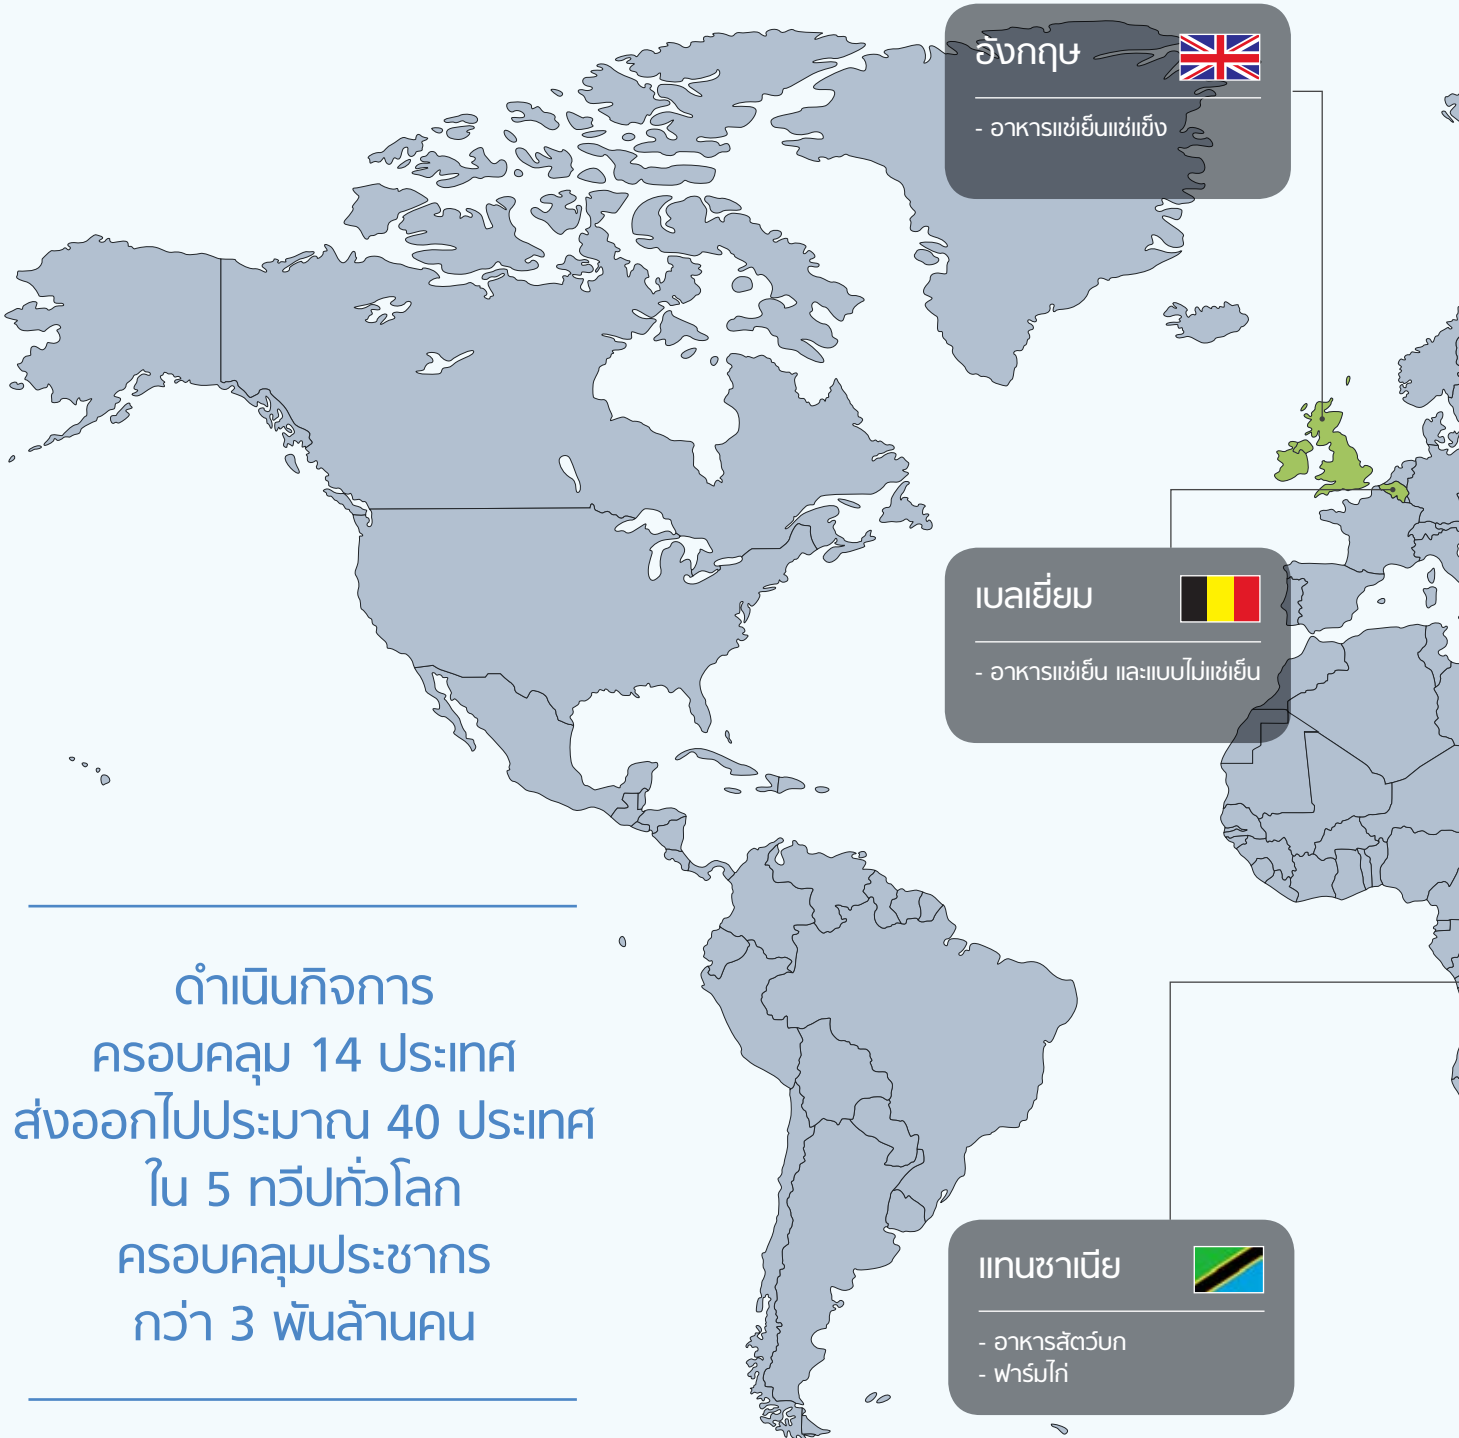 อังกฤษ
- อาหารแช่เย็นแช่แข็ง
เบลเยี่ยม
- อาหารแช่เย็น และแบบไม่แช่เย็น
ดำเนินกิจการ
ครอบคลุม 14 ประเทศ
ส่งออกไปประมาณ 40 ประเทศ
ใน 5 ทวีปทั่วโลก
ครอบคลุมประชากร
กว่า 3 พันล้านคน
แทนซาเนีย
- อาหารสัตว์บก
- ฟาร์มไก่